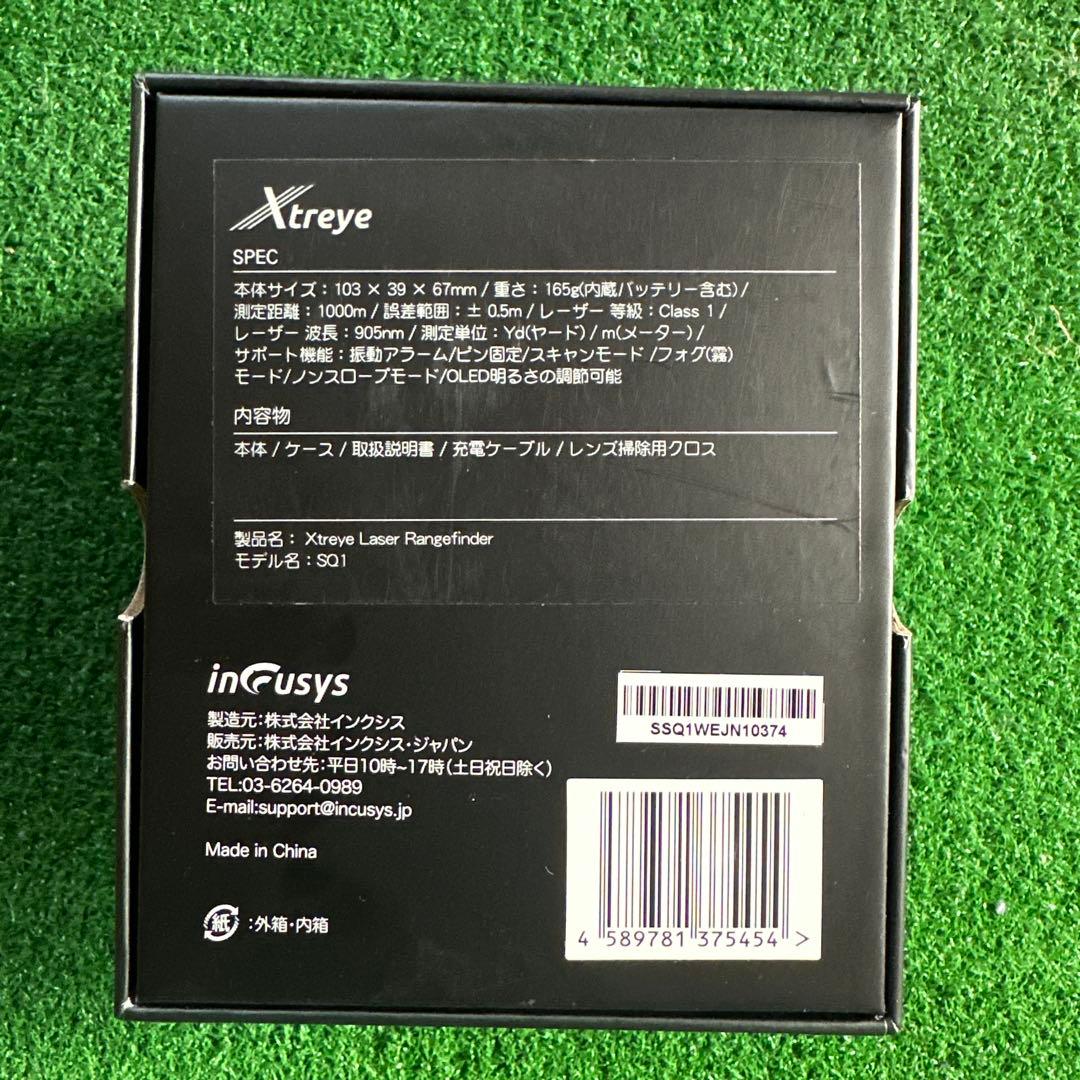 Xtreye
SPEC
本体サイズ：103 × 39 × 67mm / 重さ：165g(内蔵バッテリー含む) /
測定距離：1000m / 誤差範囲：± 0.5m / レーザー 等級：Class 1 /
レーザー 波長：905nm / 測定単位：Yd(ヤード) / m(メーター) /
サポート機能：振動アラーム/ピン固定/スキャンモード /フォグ(霧)
モード/ノンスロープモード/OLED明るさの調節可能
内容物
本体 / ケース / 取扱説明書 / 充電ケーブル / レンズ掃除用クロス
製品名： Xtreye Laser Rangefinder
モデル名：SQ1
incusys
製造元：株式会社インクシス
販売元：株式会社インクシス・ジャパン
お問い合わせ先：平日10時~17時（土日祝日除く）
TEL:03-6264-0989
E-mail:support@incusys.jp
Made in China
紙：外箱・内箱
SSQ1WEJN10374
4 589781 375454 >